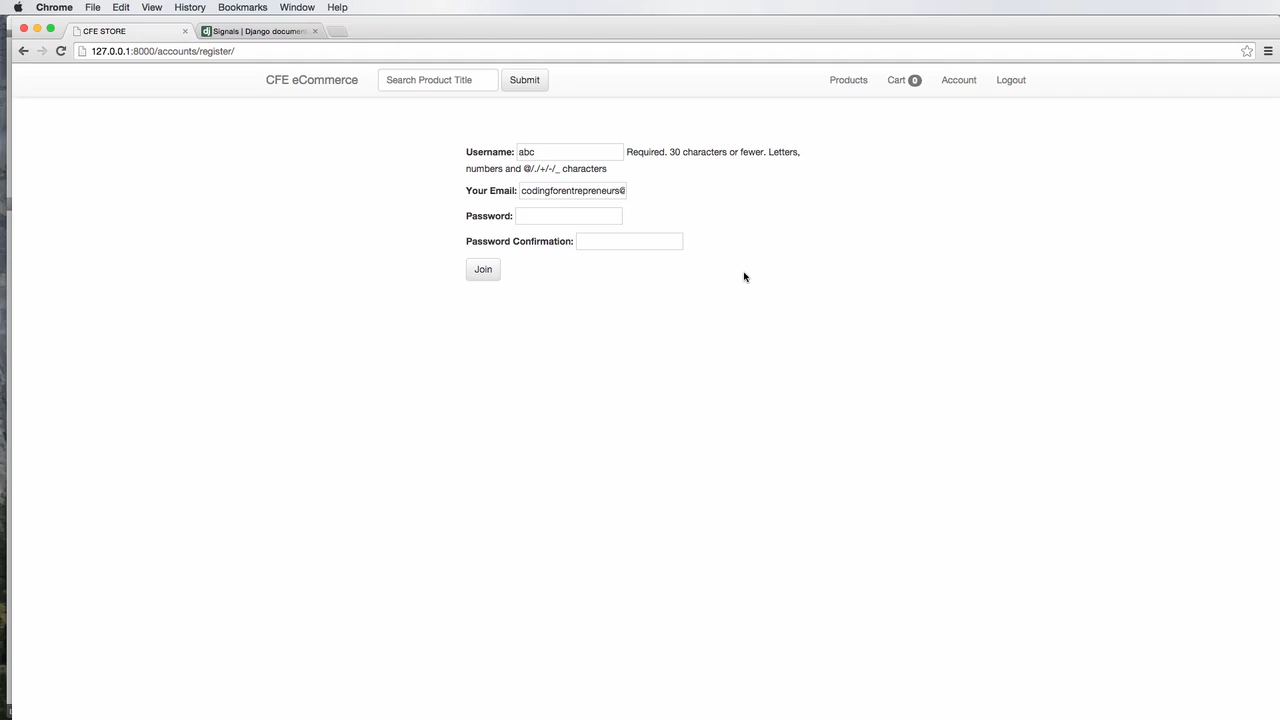 Chrome File Edit View History Bookmarks Window Help
CFE STORE Signals | Django documen
127.0.0.1:8000/accounts/register/
CFE eCommerce Search Product Title Submit Products Cart 0 Account Logout
Username: abc Required. 30 characters or fewer. Letters,
numbers and @/./+/-/_ characters
Your Email: codingforentrepreneurs@
Password:
Password Confirmation:
Join